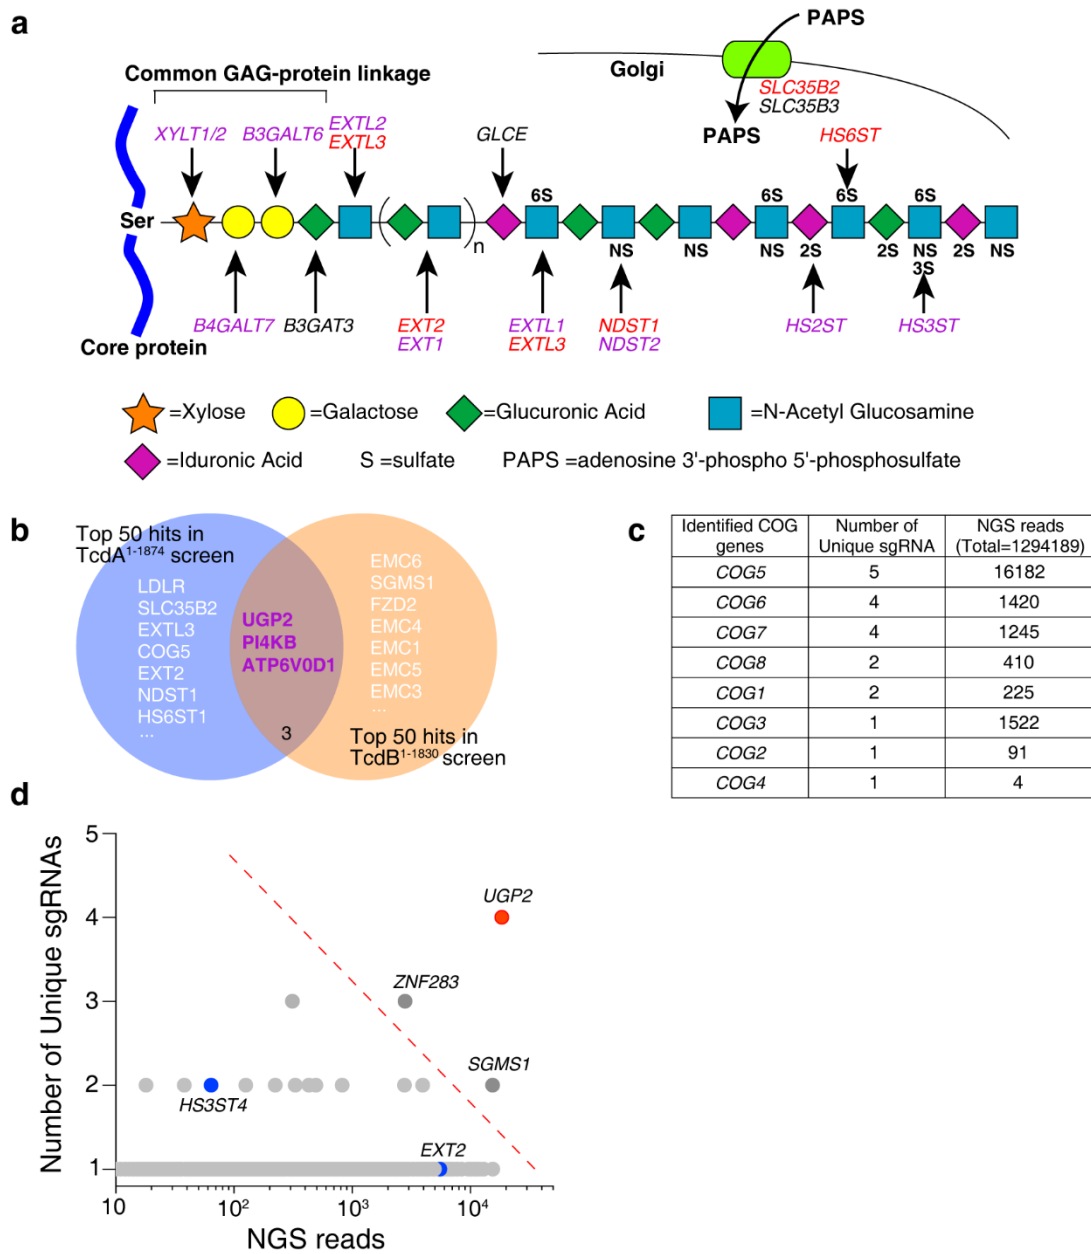 a
PAPS
Golgi
Common GAG-protein linkage
SLC35B2
SLC35B3
PAPS
XYLT1/2
B3GALT6
EXTL2
EXTL3
GLCE
HS6ST
6S
6S
6S
6S
Ser
n
NS
NS
NS
2S
2S
NS
3S
2S
NS
B4GALT7
B3GAT3
EXT2
EXT1
EXTL1
EXTL3
NDST1
NDST2
HS2ST
HS3ST
Core protein
=Xylose
=Galactose
=Glucuronic Acid
=N-Acetyl Glucosamine
=Iduronic Acid
S =sulfate
PAPS =adenosine 3'-phospho 5'-phosphosulfate
b
Top 50 hits in
TcdA1-1874 screen
LDLR
SLC35B2
EXTL3
COG5
EXT2
NDST1
HS6ST1
...
UGP2
PI4KB
ATP6V0D1
3
EMC6
SGMS1
FZD2
EMC4
EMC1
EMC5
EMC3
...
Top 50 hits in
TcdB1-1830 screen
c
Identified COG genes Number of Unique sgRNA NGS reads (Total=1294189)
COG5 5 16182
COG6 4 1420
COG7 4 1245
COG8 2 410
COG1 2 225
COG3 1 1522
COG2 1 91
COG4 1 4
d
Number of Unique sgRNAs
5
4
3
2
1
UGP2
ZNF283
SGMS1
HS3ST4
EXT2
10 10² 10³ 10⁴
NGS reads